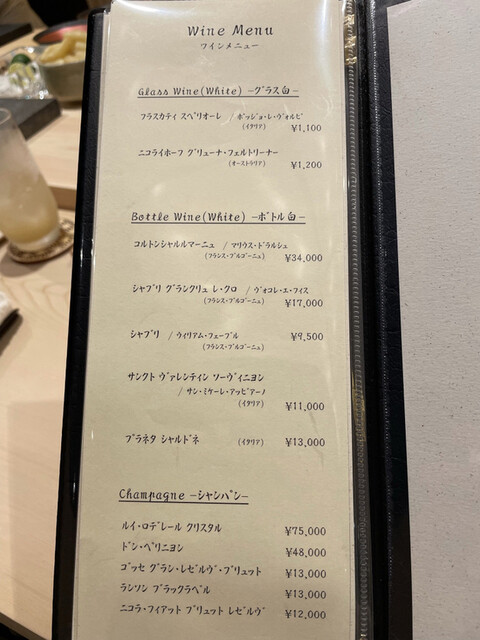 Wine Menu
ワインメニュー
Glass Wine(White) -グラス白-
フラスカティ スペリオーレ / ポッジョ・レ・ヴォルピ
(イタリア) ¥1,100
ニコライホーフ グリューナ・フェルトリーナー
(オーストラリア) ¥1,200
Bottle Wine(White) -ボトル白-
コルトンシャルルマーニュ / マリウス・ドラルシュ
(フランス・ブルゴーニュ) ¥34,000
シャブリ グランクリュ レ・クロ / ヴォコレ・エ・フィス
(フランス・ブルゴーニュ) ¥17,000
シャブリ / ウィリアム・フェーブル ¥9,500
(フランス・ブルゴーニュ)
サンクト ヴァレンティン ソーヴィニヨン
/ サン・ミケーレ・アッピアーノ
(イタリア) ¥11,000
プラネタ シャルドネ (イタリア) ¥13,000
Champagne -シャンパン-
ルイ・ロデレール クリスタル ¥75,000
ドン・ペリニヨン ¥48,000
ゴッセ グラン・レゼルヴ・ブリュット ¥13,000
ランソン ブラックラベル ¥13,000
ニコラ・フィアット ブリュット レゼルヴ ¥12,000